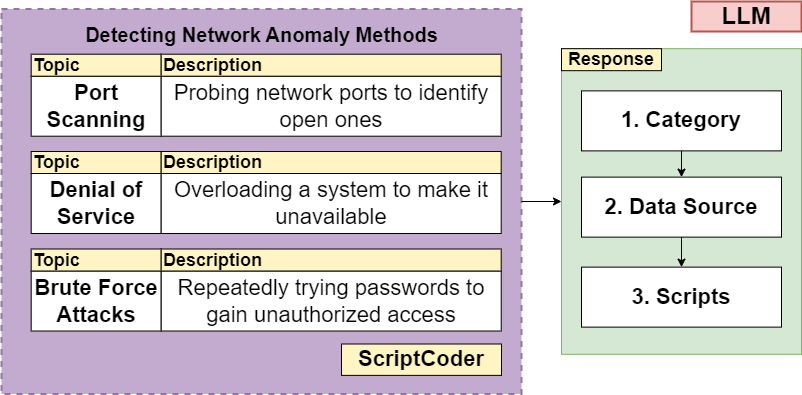 Detecting Network Anomaly Methods
Topic Description
Port Scanning
Probing network ports to identify
open ones
Topic Description
Denial of
Service
Overloading a system to make it
unavailable
Topic Description
Brute Force
Attacks
Repeatedly trying passwords to
gain unauthorized access
ScriptCoder
LLM
Response
1. Category
2. Data Source
3. Scripts